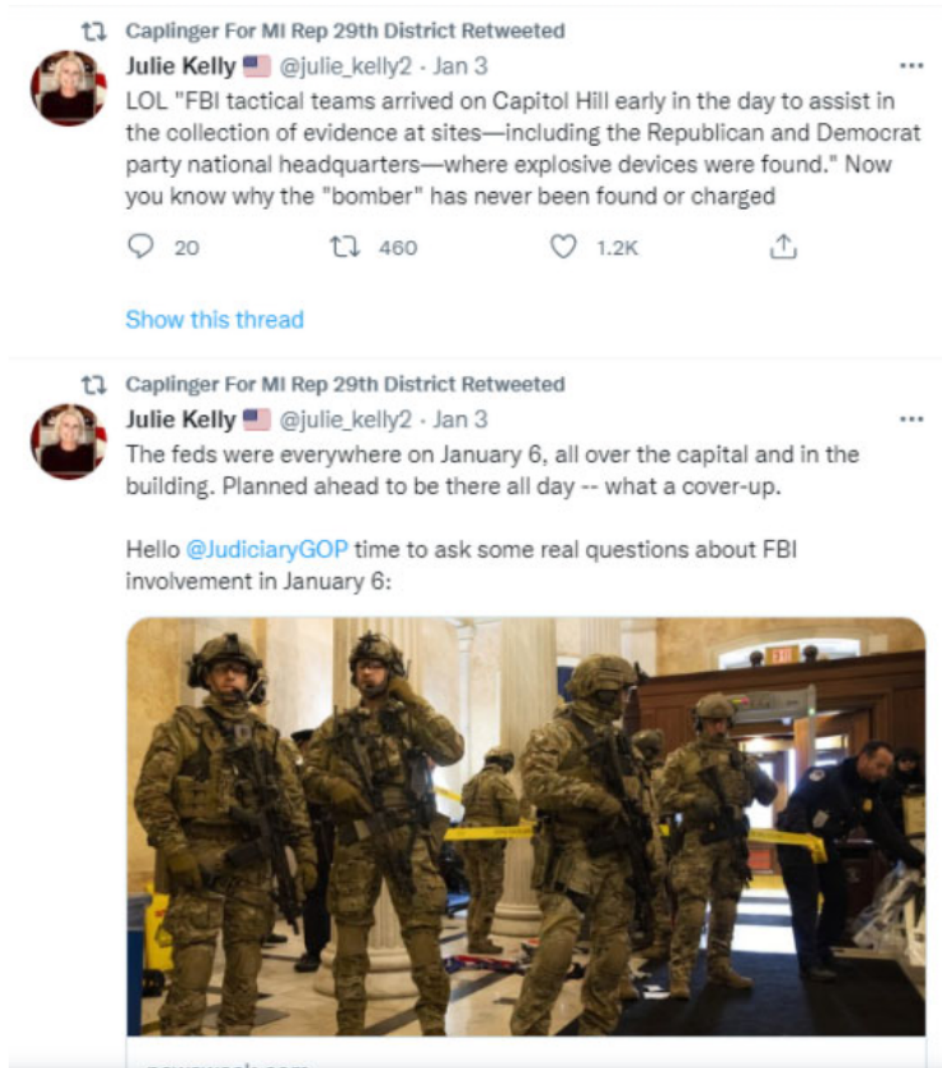 Caplinger For MI Rep 29th District Retweeted
Julie Kelly 🇺🇸 @julie_kelly2 · Jan 3
LOL "FBI tactical teams arrived on Capitol Hill early in the day to assist in
the collection of evidence at sites—including the Republican and Democrat
party national headquarters—where explosive devices were found." Now
you know why the "bomber" has never been found or charged
20 460 1.2K
Show this thread
Caplinger For MI Rep 29th District Retweeted
Julie Kelly 🇺🇸 @julie_kelly2 · Jan 3
The feds were everywhere on January 6, all over the capital and in the
building. Planned ahead to be there all day -- what a cover-up.
Hello @JudiciaryGOP time to ask some real questions about FBI
involvement in January 6: